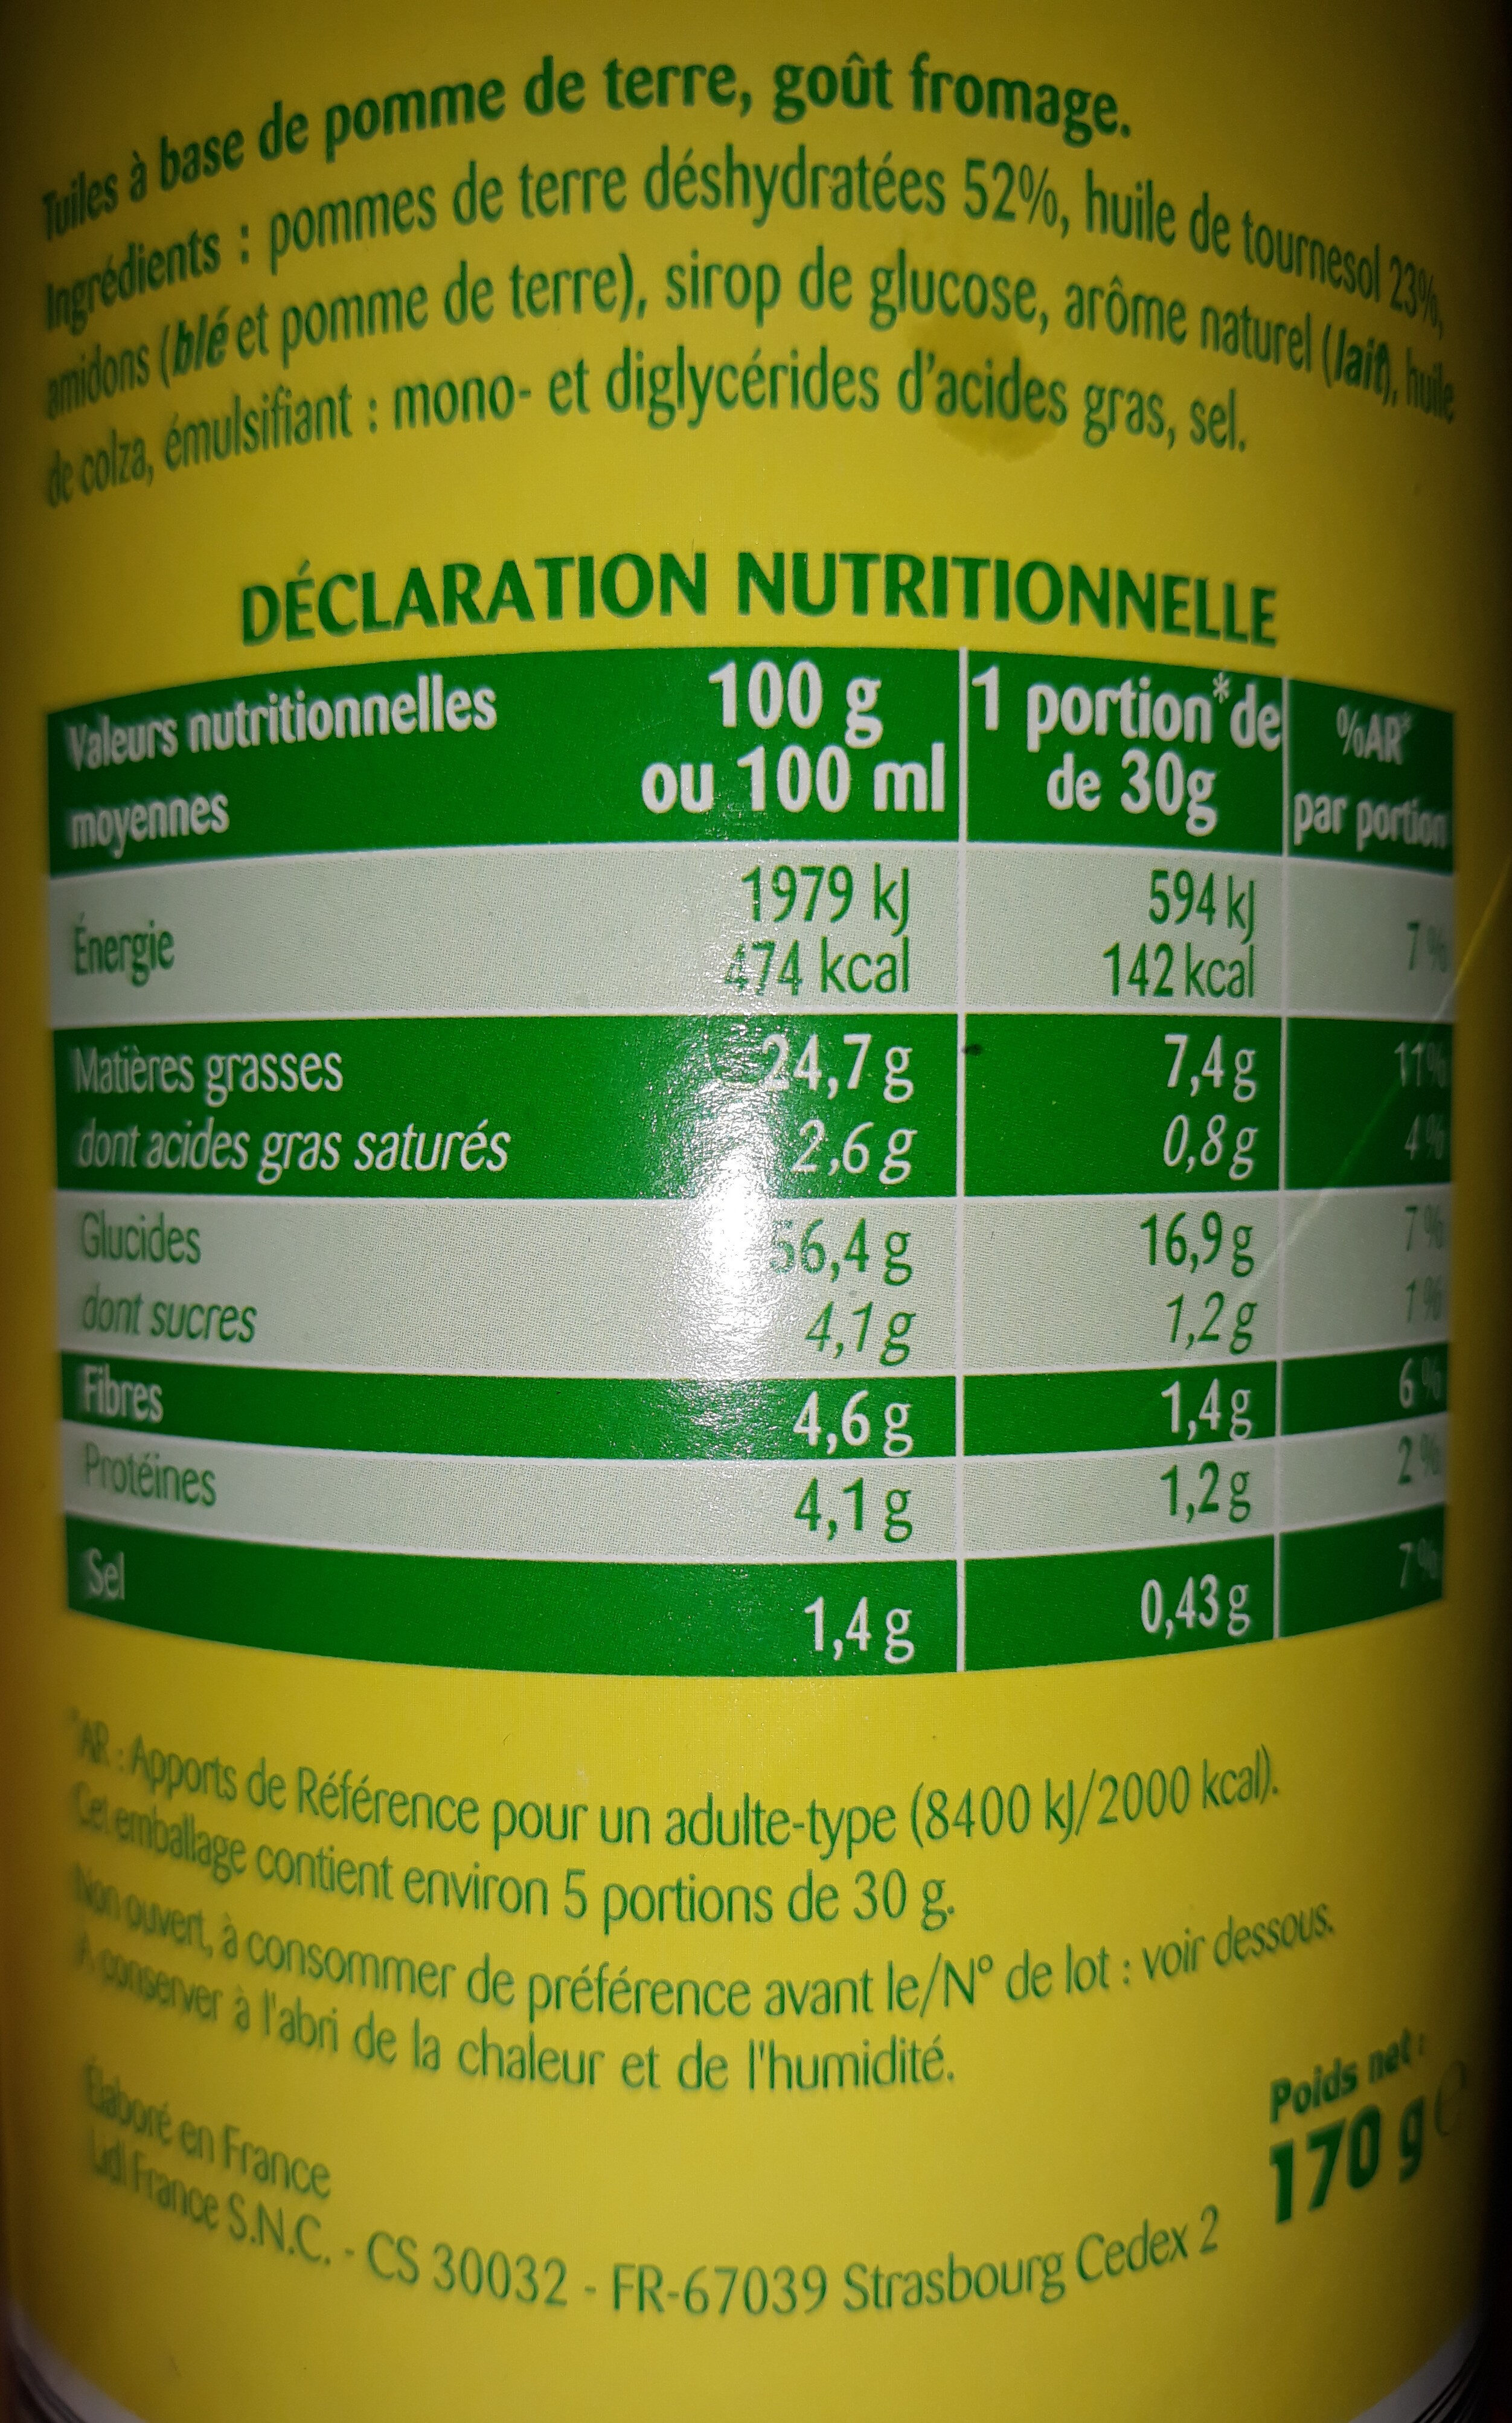 Tuiles à base de pomme de terre, goût fromage.
Ingrédients : pommes de terre déshydratées 52%, huile de tournesol 23%,
amidons (blé et pomme de terre), sirop de glucose, arôme naturel (lait), huile
de colza, émulsifiant : mono- et diglycérides d'acides gras, sel.
DÉCLARATION NUTRITIONNELLE
Valeurs nutritionnelles moyennes 100 g ou 100 ml 1 portion* de de 30g %AR* par portion
Énergie 1979 kJ 474 kcal 594 kJ 142 kcal 7%
Matières grasses 24,7 g 7,4 g 11%
dont acides gras saturés 2,6 g 0,8 g 4%
Glucides 56,4 g 16,9 g 7%
dont sucres 4,1 g 1,2 g 1%
Fibres 4,6 g 1,4 g 6%
Protéines 4,1 g 1,2 g 2%
Sel 1,4 g 0,43 g 7%
*AR : Apports de Référence pour un adulte-type (8400 kJ/2000 kcal).
Cet emballage contient environ 5 portions de 30 g.
Non ouvert, à consommer de préférence avant le/N° de lot : voir dessous.
A conserver à l'abri de la chaleur et de l'humidité.
Élaboré en France
Lidl France S.N.C. - CS 30032 - FR-67039 Strasbourg Cedex 2
Poids net :
170 g e